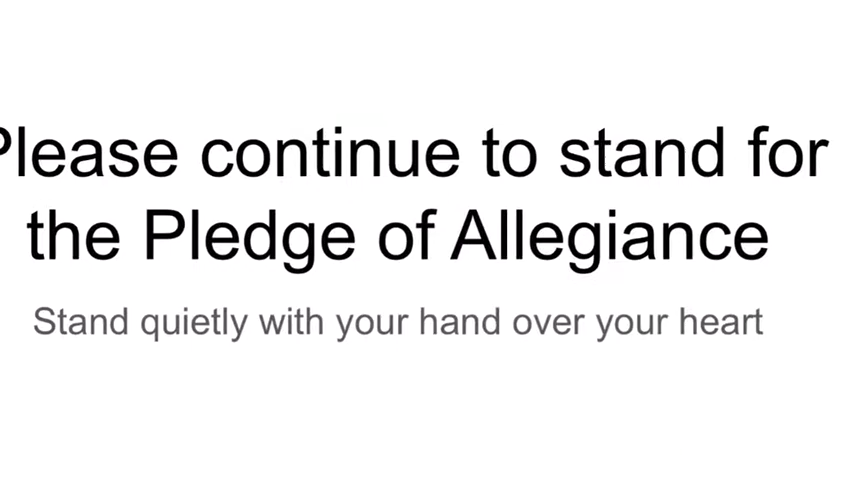 Please continue to stand for
the Pledge of Allegiance
Stand quietly with your hand over your heart